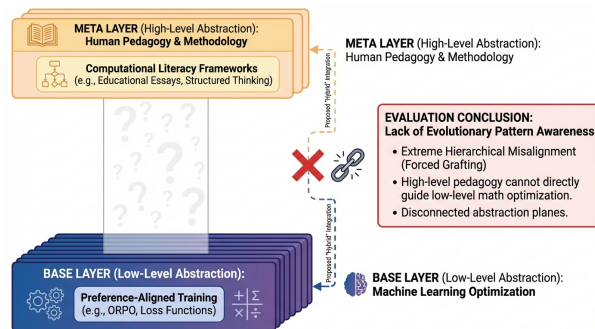 META LAYER (High-Level Abstraction):
Human Pedagogy & Methodology
Computational Literacy Frameworks
(e.g., Educational Essays, Structured Thinking)
META LAYER (High-Level Abstraction):
Human Pedagogy & Methodology
Proposed "Hybrid" Integration
? ? ? ? ? ? ? ? ?
EVALUATION CONCLUSION:
Lack of Evolutionary Pattern Awareness
• Extreme Hierarchical Misalignment
(Forced Grafting)
• High-level pedagogy cannot directly
guide low-level math optimization.
• Disconnected abstraction planes.
Proposed "Hybrid" Integration
BASE LAYER (Low-Level Abstraction):
Preference-Aligned Training
(e.g., ORPO, Loss Functions)
+ Σ
× ÷
BASE LAYER (Low-Level Abstraction):
Machine Learning Optimization